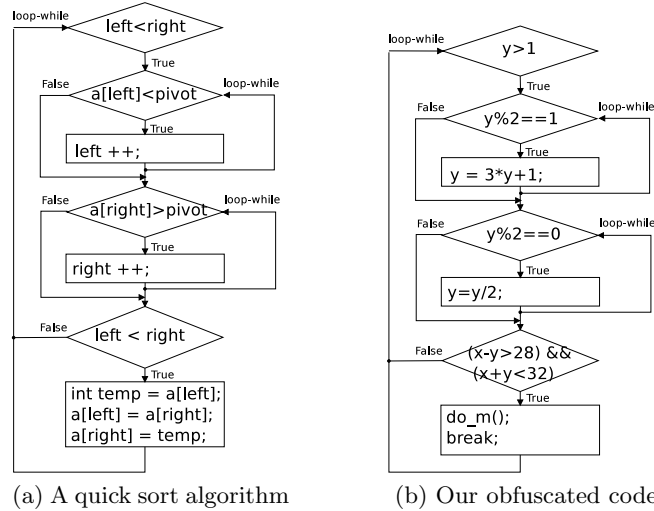 loop-while
left<right
True
False
loop-while
a[left]<pivot
True
left ++;
False
loop-while
a[right]>pivot
True
right ++;
False
left < right
True
int temp = a[left];
a[left] = a[right];
a[right] = temp;
(a) A quick sort algorithm
loop-while
y>1
True
False
loop-while
y%2==1
True
y = 3*y+1;
False
loop-while
y%2==0
True
y=y/2;
False
(x-y>28) &&
(x+y<32)
True
do_m();
break;
(b) Our obfuscated code